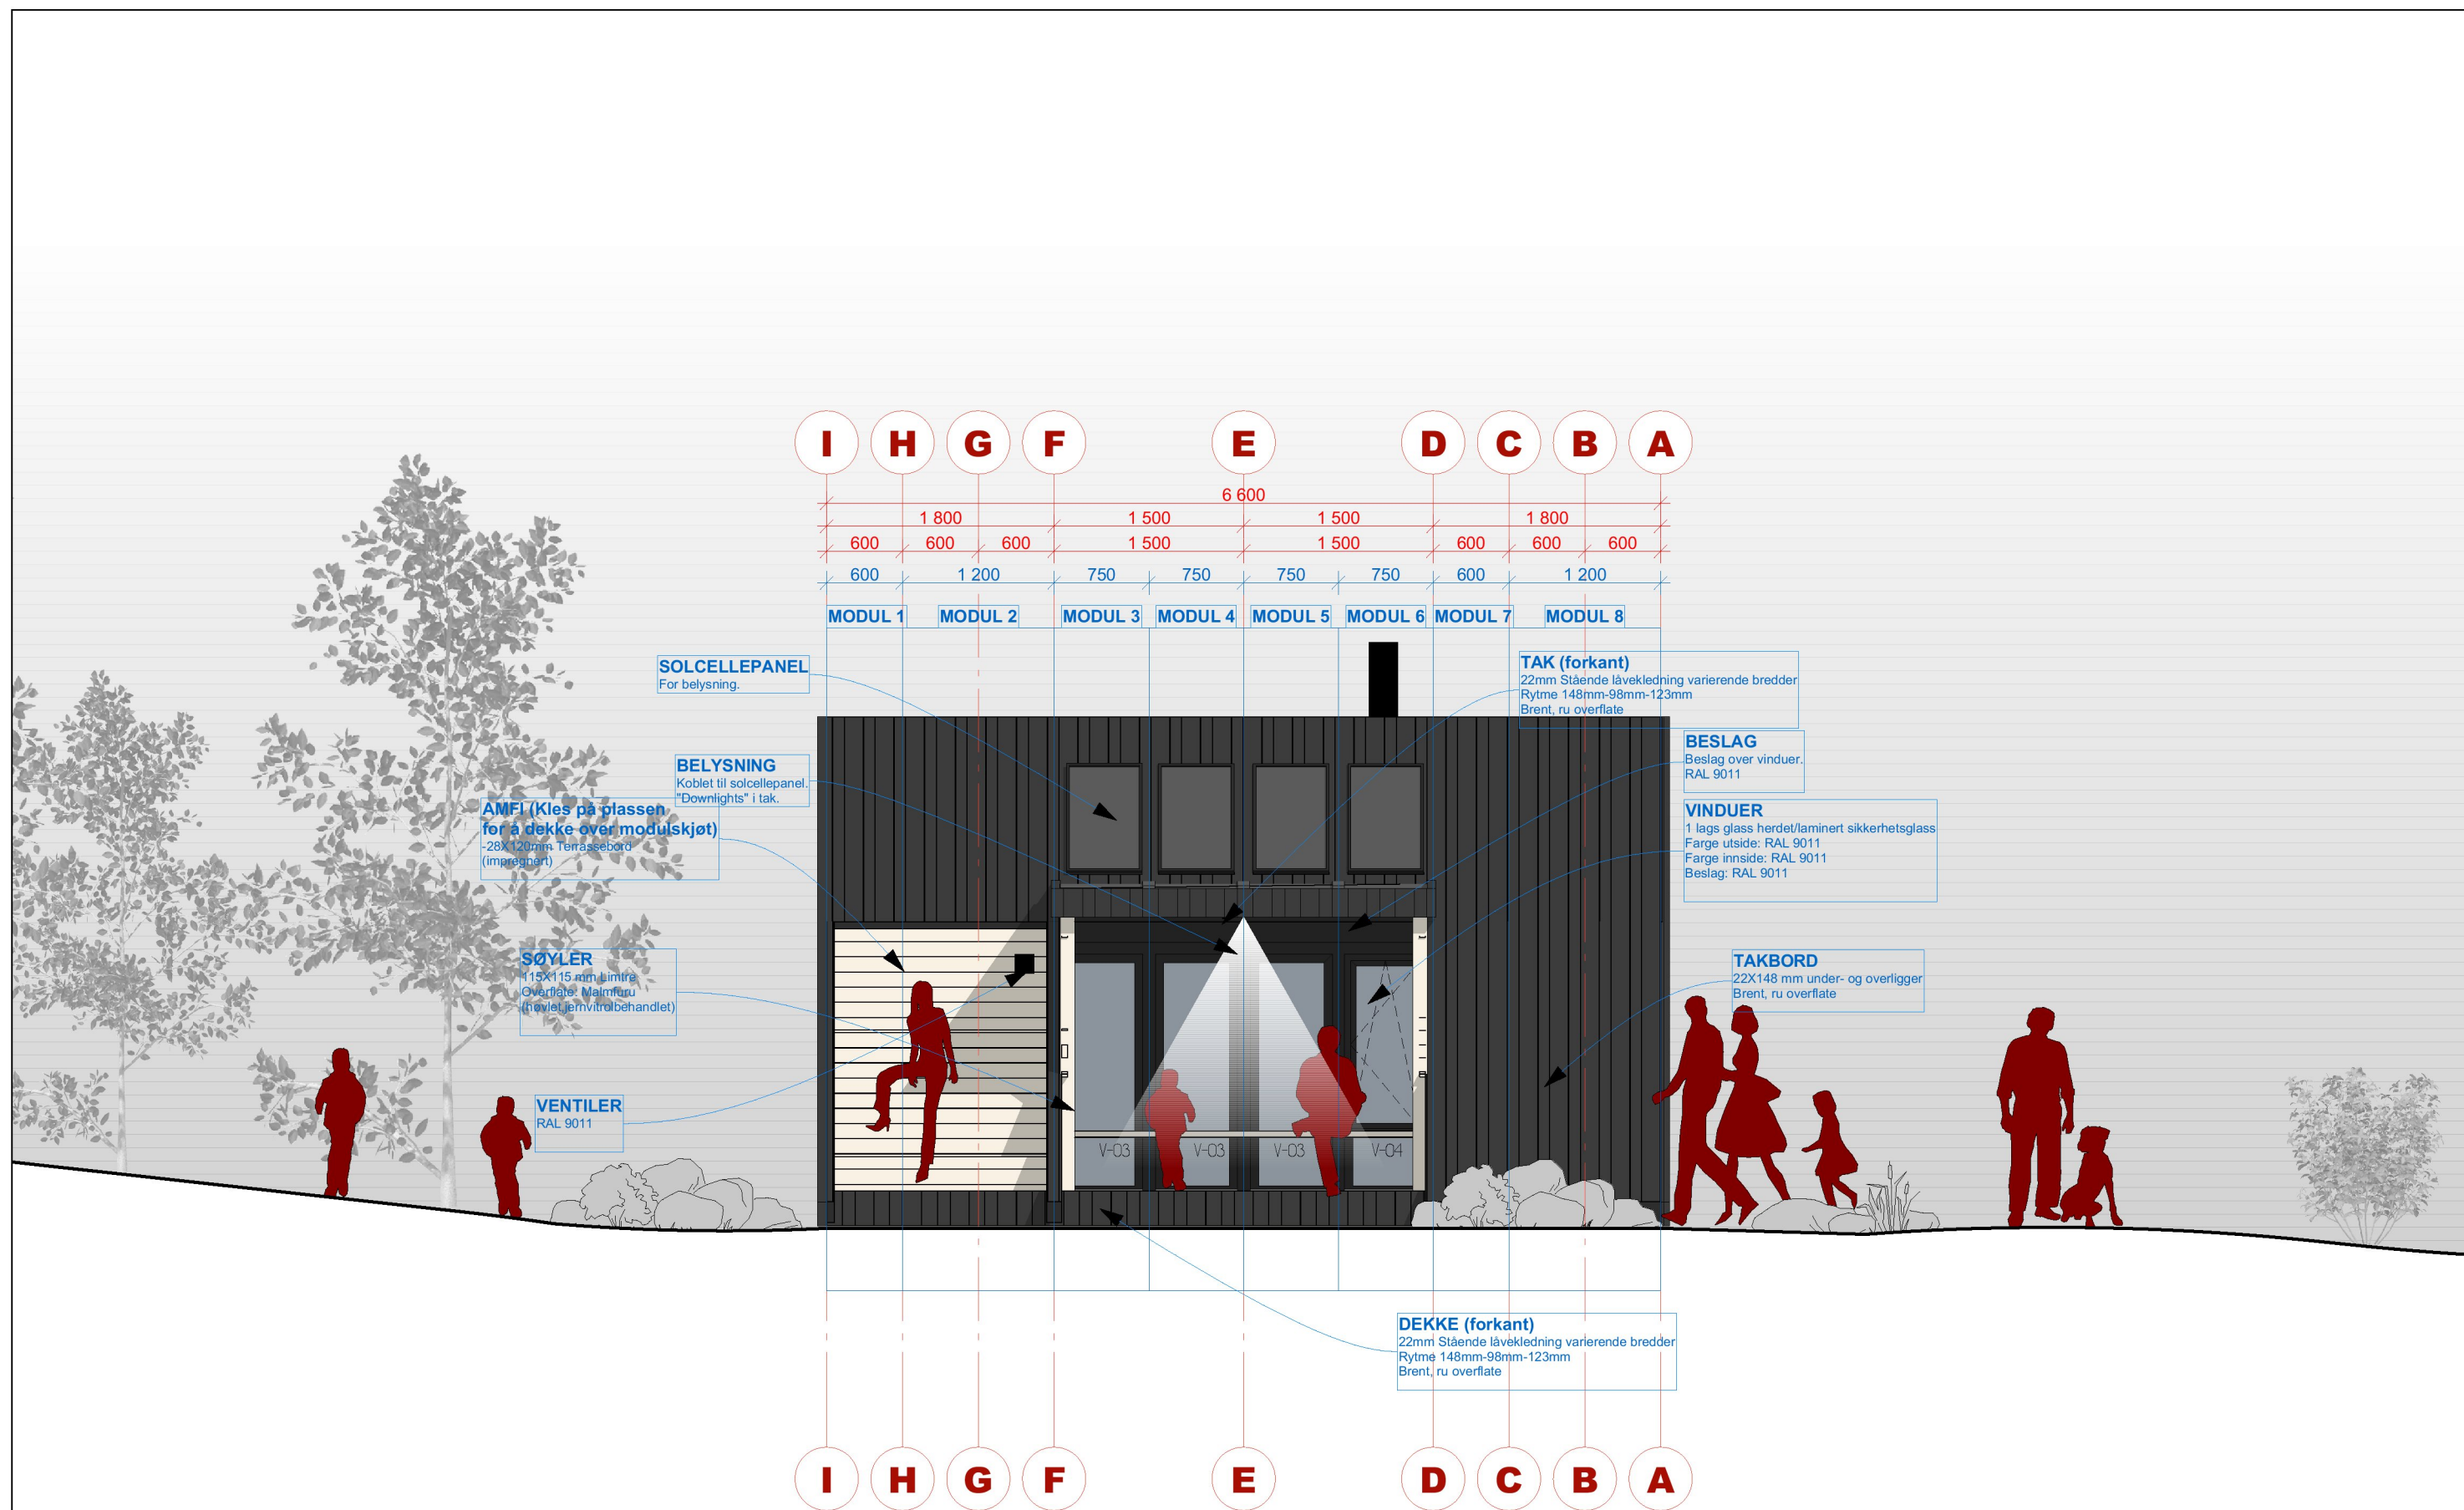 I H G F E D C B A
6 600
1 800 1 500 1 500 1 800
600 600 600 1 500 1 500 600 600 600
600 1 200 750 750 750 750 600 1 200
MODUL 1 MODUL 2 MODUL 3 MODUL 4 MODUL 5 MODUL 6 MODUL 7 MODUL 8
SOLCELLEPANEL
For belysning.
TAK (forkant)
22mm Stående låvekledning varierende bredder
Rytme 148mm-98mm-123mm
Brent, ru overflate
BESLAG
Beslag over vinduer.
RAL 9011
BELYSNING
Koblet til solcellepanel.
"Downlights" i tak.
AMFI (Kles på plassen
for å dekke over modulskjøt)
-28X120mm Terrassebord
(impregnert)
VINDUER
1 lags glass herdet/laminert sikkerhetsglass
Farge utside: RAL 9011
Farge innside: RAL 9011
Beslag: RAL 9011
SØYLER
115X115 mm Limtre
Overflate: Malmfuru
(høvlet,jernvitrolbehandlet)
TAKBORD
22X148 mm under- og overligger
Brent, ru overflate
VENTILER
RAL 9011
V-03 V-03 V-03 V-04
DEKKE (forkant)
22mm Stående låvekledning varierende bredder
Rytme 148mm-98mm-123mm
Brent, ru overflate
I H G F E D C B A